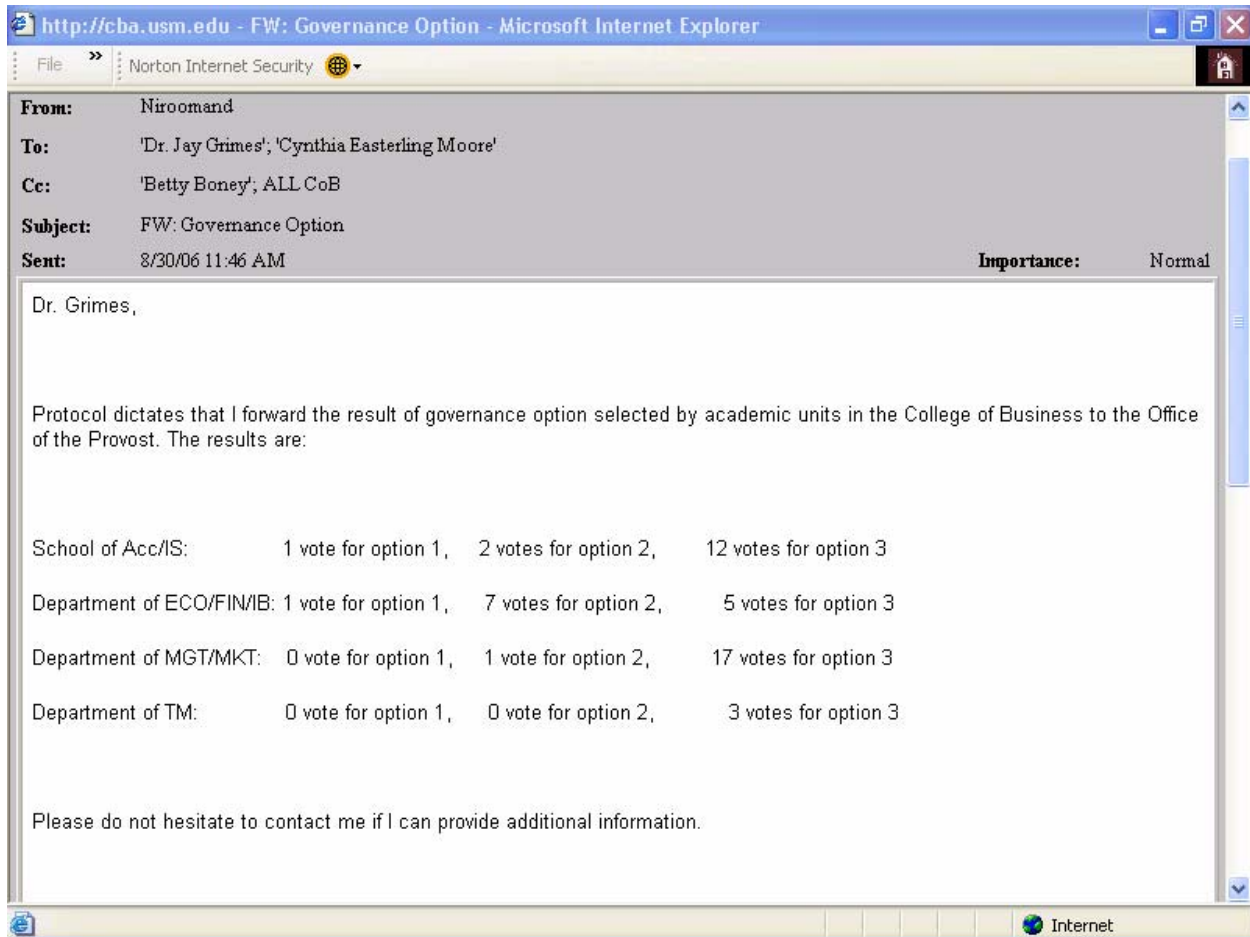 http://cba.usm.edu - FW: Governance Option - Microsoft Internet Explorer
File » Norton Internet Security
From: Niroomand
To: 'Dr. Jay Grimes'; 'Cynthia Easterling Moore'
Cc: 'Betty Boney'; ALL CoB
Subject: FW: Governance Option
Sent: 8/30/06 11:46 AM Importance: Normal
Dr. Grimes,
Protocol dictates that I forward the result of governance option selected by academic units in the College of Business to the Office
of the Provost. The results are:
School of Acc/IS: 1 vote for option 1, 2 votes for option 2, 12 votes for option 3
Department of ECO/FIN/IB: 1 vote for option 1, 7 votes for option 2, 5 votes for option 3
Department of MGT/MKT: 0 vote for option 1, 1 vote for option 2, 17 votes for option 3
Department of TM: 0 vote for option 1, 0 vote for option 2, 3 votes for option 3
Please do not hesitate to contact me if I can provide additional information.
Internet